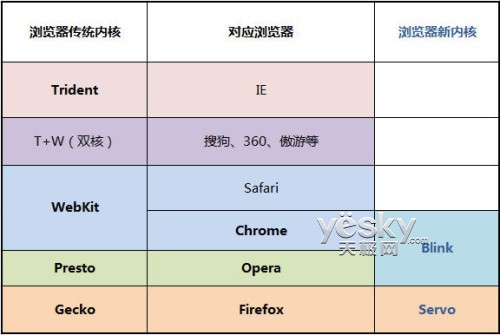 浏览器传统内核 对应浏览器 浏览器新内核
Trident IE
T+W（双核） 搜狗、360、傲游等
WebKit Safari
Chrome
yesky
天极网
Blink
Presto Opera
Gecko Firefox Servo